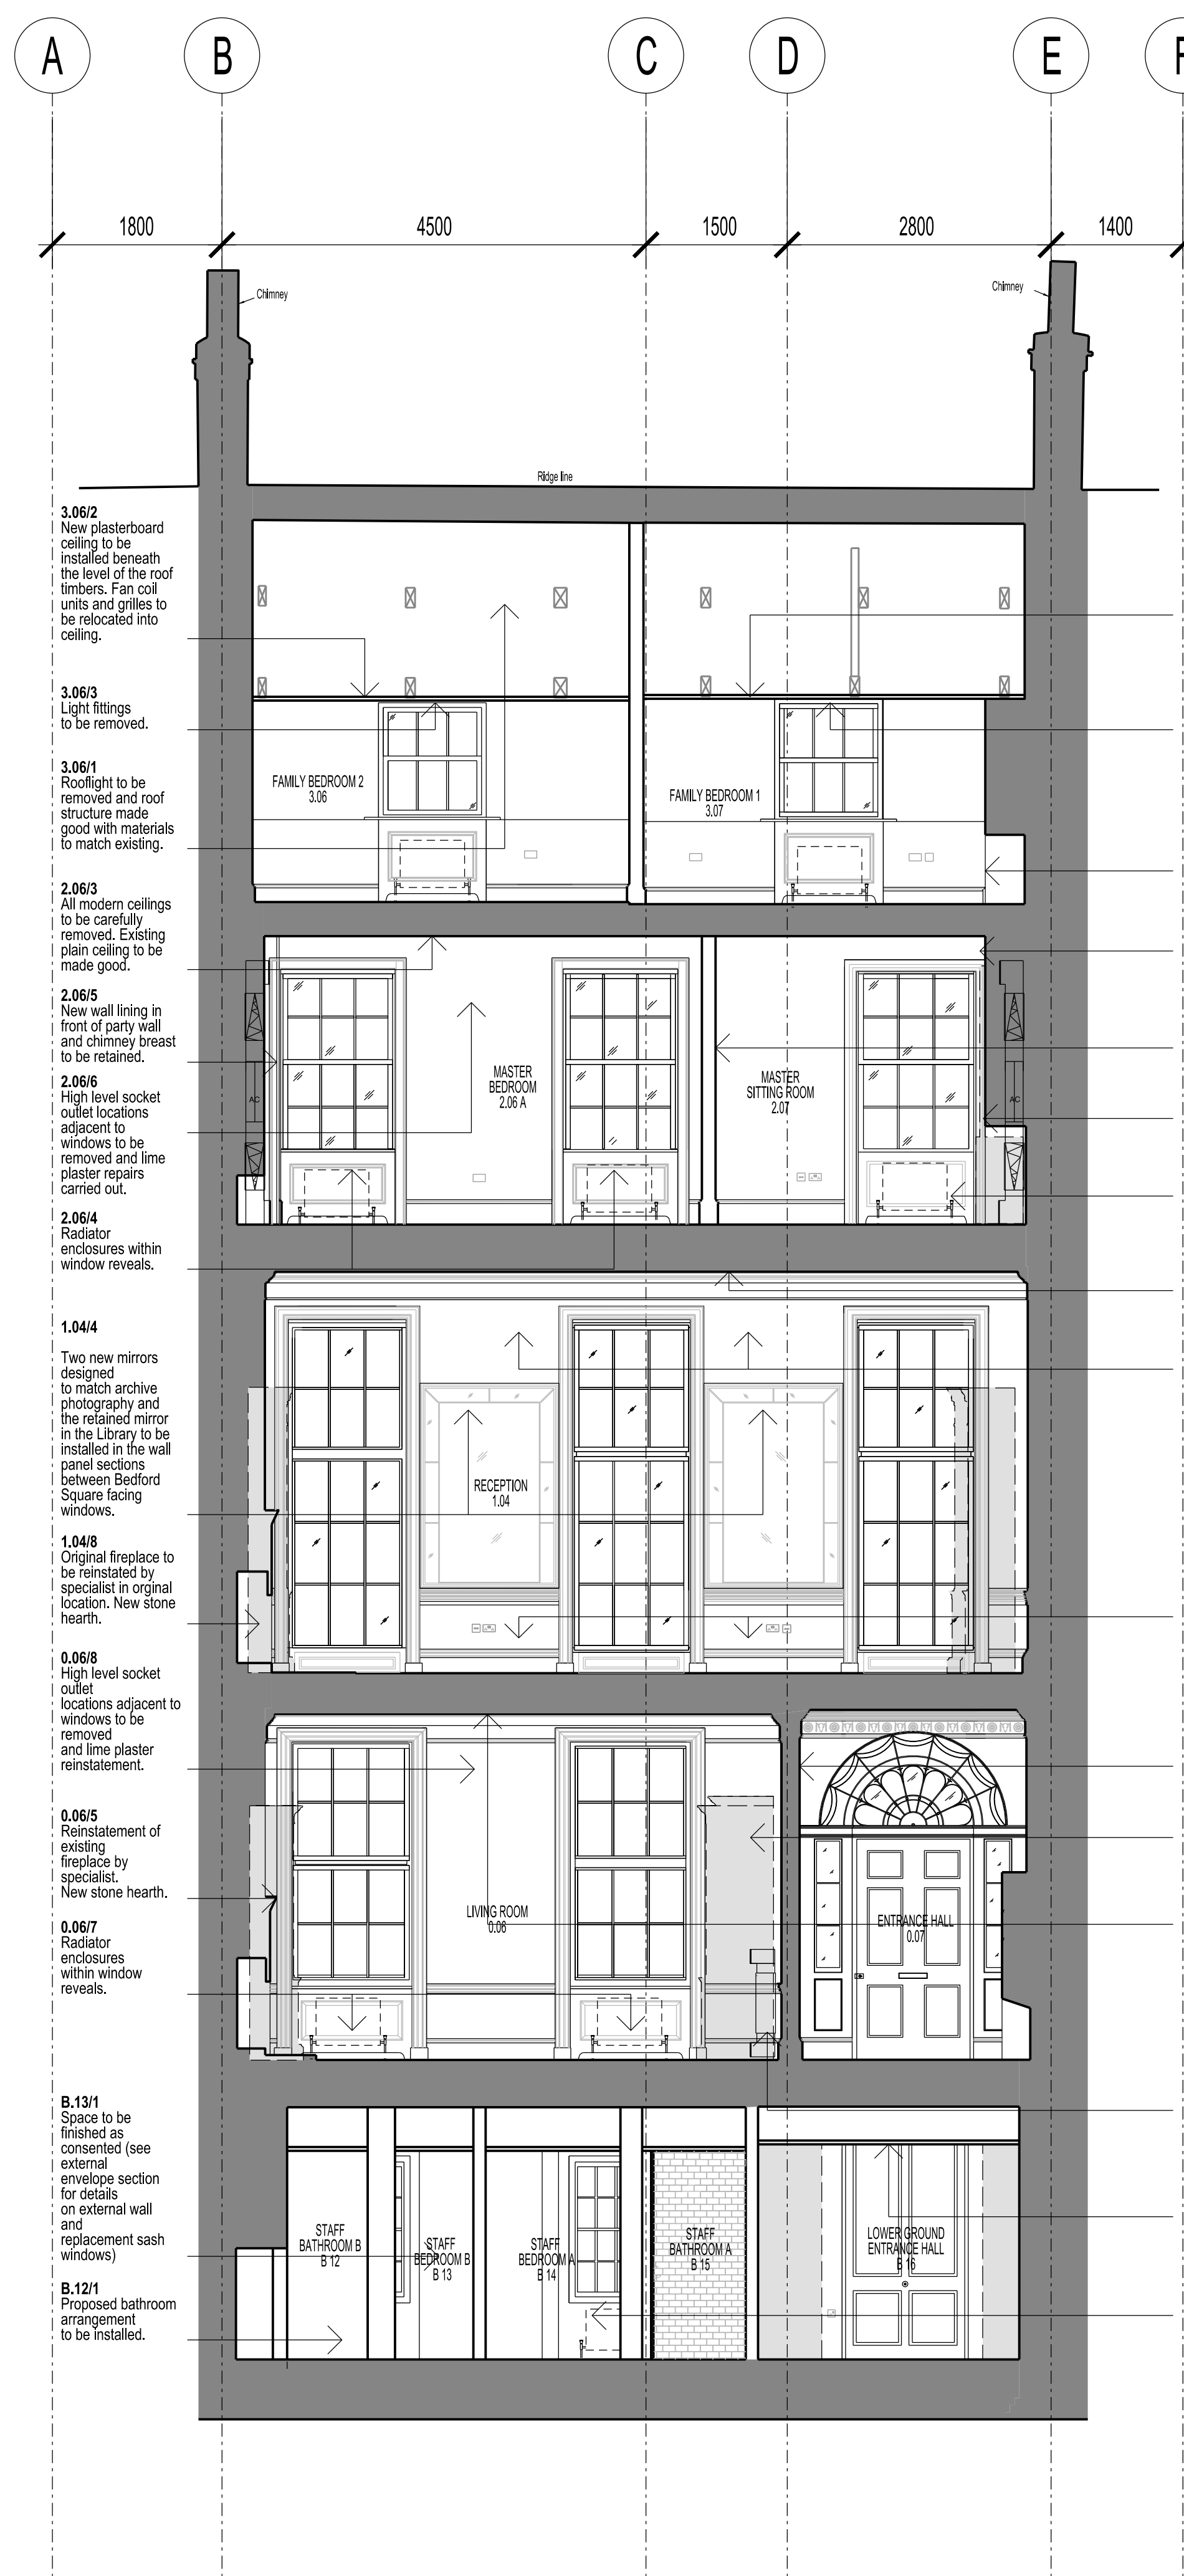 A
B
C
D
E
F
1800
4500
1500
2800
1400
Chimney
Chimney
Ridge line
3.06/2
New plasterboard
ceiling to be
installed beneath
the level of the roof
timbers. Fan coil
units and grilles to
be relocated into
ceiling.
3.06/3
Light fittings
to be removed.
3.06/1
Rooflight to be
removed and roof
structure made
good with materials
to match existing.
FAMILY BEDROOM 2
3.06
FAMILY BEDROOM 1
3.07
2.06/3
All modern ceilings
to be carefully
removed. Existing
plain ceiling to be
made good.
2.06/5
New wall lining in
front of party wall
and chimney breast
to be retained.
2.06/6
High level socket
outlet locations
adjacent to
windows to be
removed and lime
plaster repairs
carried out.
2.06/4
Radiator
enclosures within
window reveals.
AC
MASTER
BEDROOM
2.06 A
MASTER
SITTING ROOM
2.07
AC
1.04/4
Two new mirrors
designed
to match archive
photography and
the retained mirror
in the Library to be
installed in the wall
panel sections
between Bedford
Square facing
windows.
RECEPTION
1.04
1.04/8
Original fireplace to
be reinstated by
specialist in orginal
location. New stone
hearth.
0.06/8
High level socket
outlet
locations adjacent to
windows to be
removed
and lime plaster
reinstatement.
0.06/5
Reinstatement of
existing
fireplace by
specialist.
New stone hearth.
0.06/7
Radiator
enclosures
within window
reveals.
LIVING ROOM
0.06
ENTRANCE HALL
0.07
B.13/1
Space to be
finished as
consented (see
external
envelope section
for details
on external wall
and
replacement sash
windows)
B.12/1
Proposed bathroom
arrangement
to be installed.
STAFF
BATHROOM B
B 12
STAFF
BEDROOM B
B 13
STAFF
BEDROOM A
B 14
STAFF
BATHROOM A
B 15
LOWER GROUND
ENTRANCE HALL
B 16